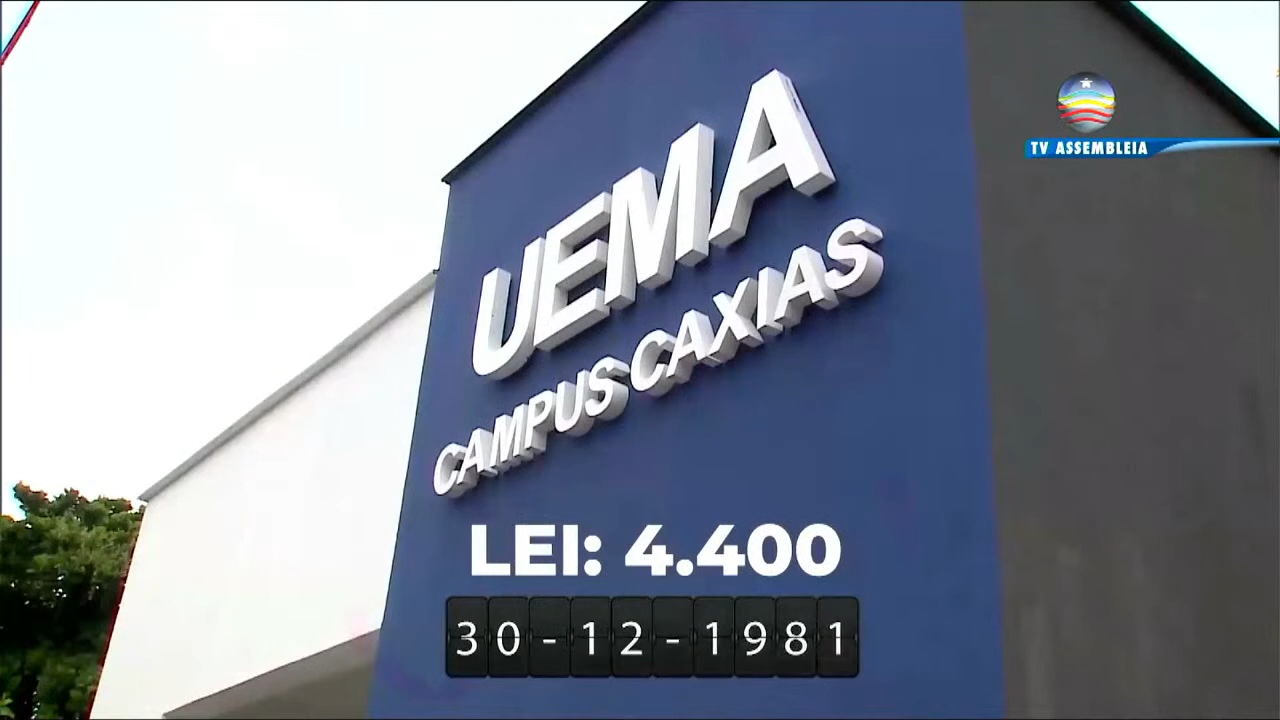 TV ASSEMBLEIA
UEMA
CAMPUS CAXIAS
LEI: 4.400
30-12-1981